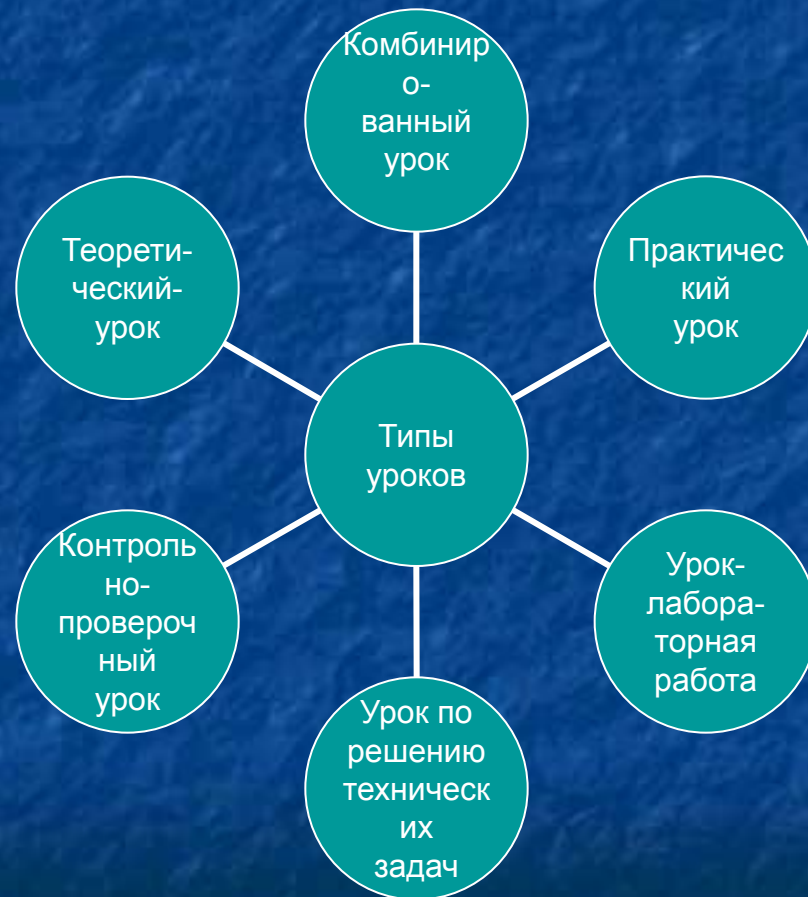 Комбинир
о-
ванный
урок
Теорети-
ческий-
урок
Практичес
кий
урок
Типы
уроков
Контроль
но-
провероч
ный
урок
Урок-
лабора-
торная
работа
Урок по
решению
техническ
их
задач